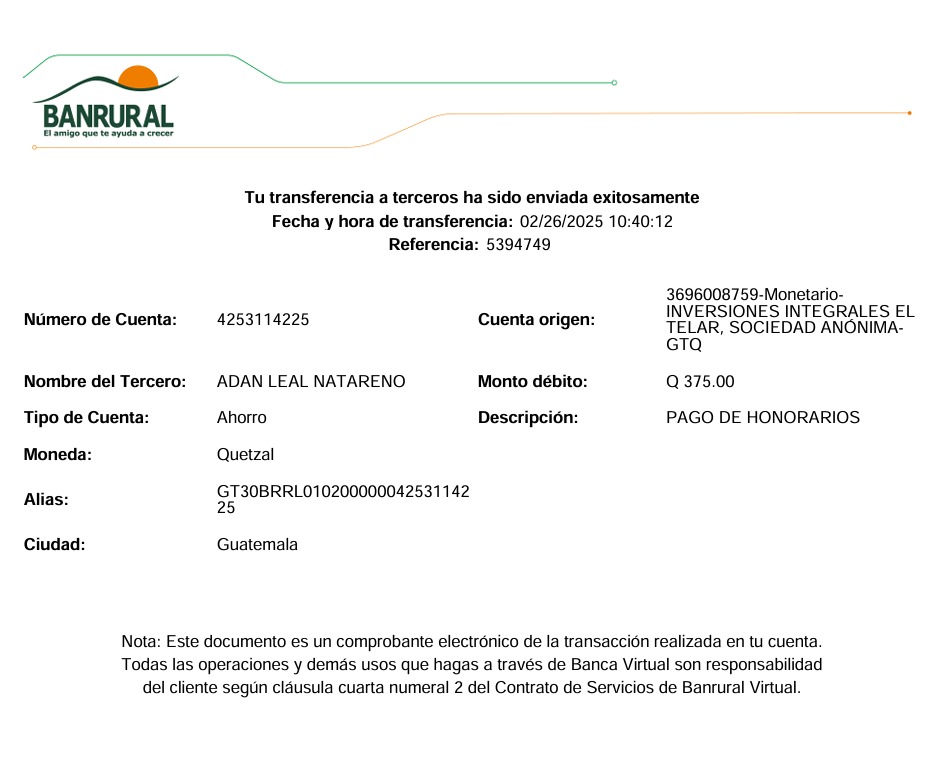 BANRURAL
El amigo que te ayuda a crecer
Tu transferencia a terceros ha sido enviada exitosamente
Fecha y hora de transferencia: 02/26/2025 10:40:12
Referencia: 5394749
Número de Cuenta: 4253114225
Cuenta origen: 3696008759-Monetario-
INVERSIONES INTEGRALES EL
TELAR, SOCIEDAD ANÓNIMA-
GTQ
Nombre del Tercero: ADAN LEAL NATARENO
Monto débito: Q 375.00
Tipo de Cuenta: Ahorro
Descripción: PAGO DE HONORARIOS
Moneda: Quetzal
Alias: GT30BRRL010200000042531142
25
Ciudad: Guatemala
Nota: Este documento es un comprobante electrónico de la transacción realizada en tu cuenta.
Todas las operaciones y demás usos que hagas a través de Banca Virtual son responsabilidad
del cliente según cláusula cuarta numeral 2 del Contrato de Servicios de Banrural Virtual.